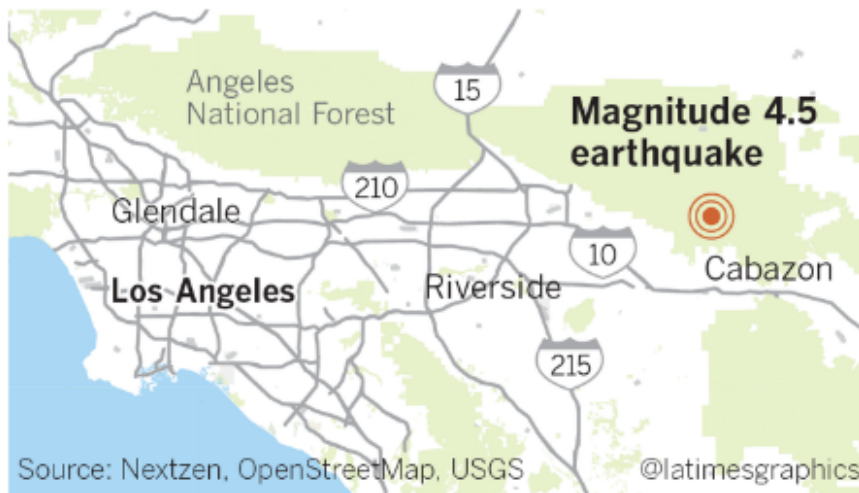 Angeles
National Forest
15
Magnitude 4.5
earthquake
210
Glendale
10
Cabazon
Los Angeles
Riverside
215
Source: Nextzen, OpenStreetMap, USGS
@latimesgraphics